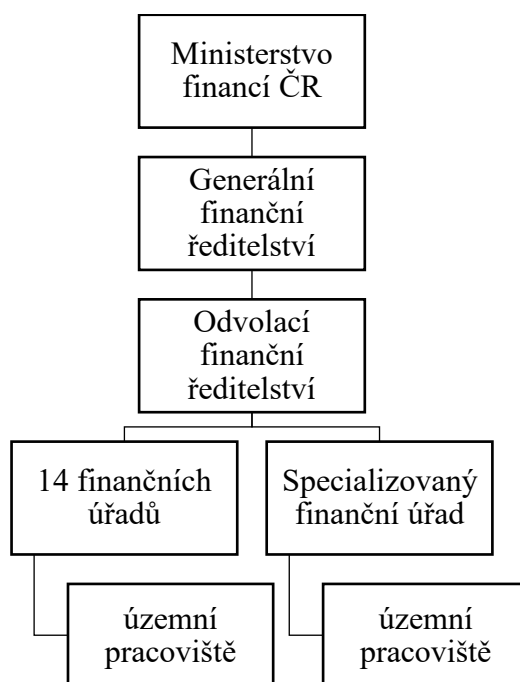 Ministerstvo
financí ČR
Generální
finanční
ředitelství
Odvolací
finanční
ředitelství
14 finančních
úřadů
Specializovaný
finanční úřad
územní
pracoviště
územní
pracoviště